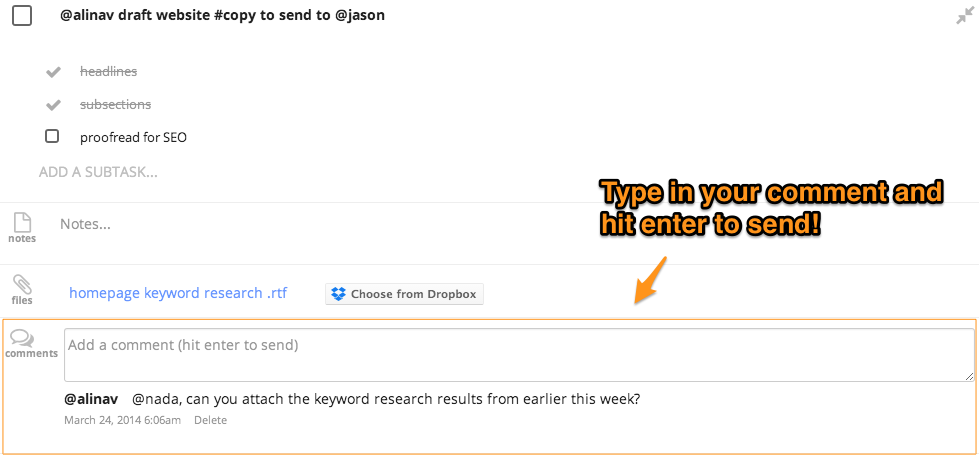 @alinav draft website #copy to send to @jason
headlines
subsections
proofread for SEO
ADD A SUBTASK...
Type in your comment and
hit enter to send!
notes
Notes...
files
homepage keyword research .rtf
Choose from Dropbox
comments
Add a comment (hit enter to send)
@alinav @nada, can you attach the keyword research results from earlier this week?
March 24, 2014 6:06am Delete